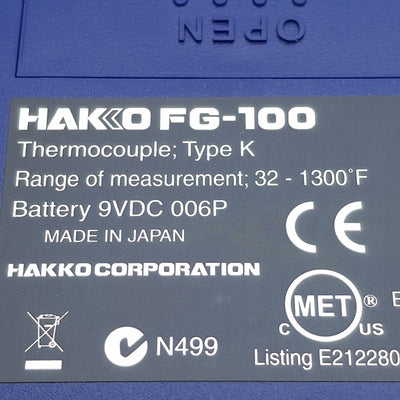 OPEN
HAKKO FG-100
Thermocouple; Type K
Range of measurement; 32 - 1300°F
Battery 9VDC 006P
MADE IN JAPAN
CE
HAKKO CORPORATION
MET®
C US
N499
Listing E212280